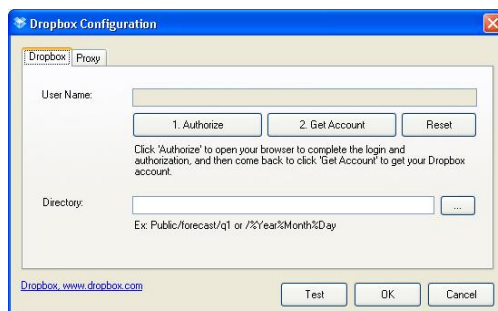 Dropbox Configuration
Dropbox Proxy
User Name:
1. Authorize 2. Get Account Reset
Click 'Authorize' to open your browser to complete the login and
authorization, and then come back to click 'Get Account' to get your Dropbox
account.
Directory: ...
Ex: Public/forecast/q1 or /%Year%Month%Day
Dropbox, www.dropbox.com
Test OK Cancel